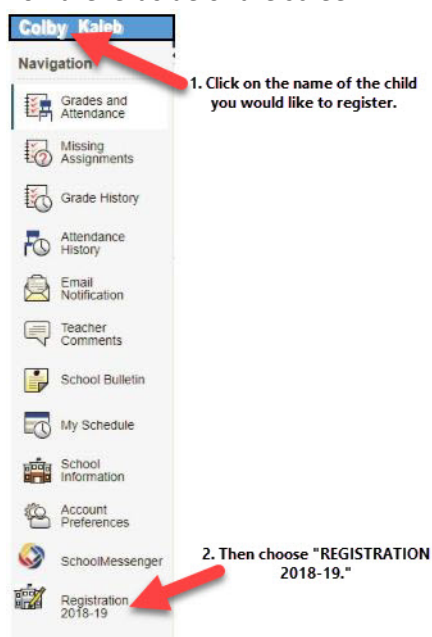 Colby Kaleb
Navigation
1. Click on the name of the child
you would like to register.
Grades and
Attendance
Missing
Assignments
Grade History
Attendance
History
Email
Notification
Teacher
Comments
School Bulletin
My Schedule
School
Information
Account
Preferences
SchoolMessenger
2. Then choose "REGISTRATION
2018-19."
Registration
2018-19